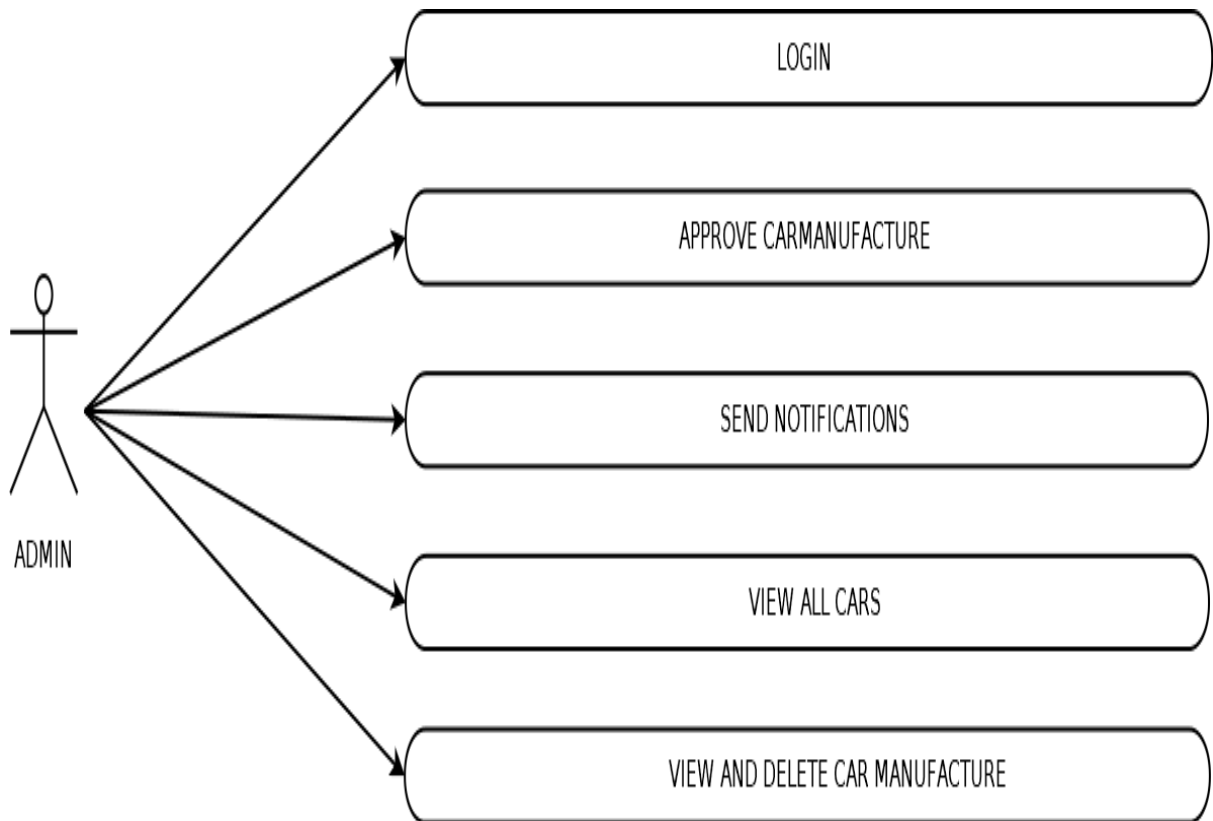 LOGIN
APPROVE CARMANUFACTURE
SEND NOTIFICATIONS
ADMIN
VIEW ALL CARS
VIEW AND DELETE CAR MANUFACTURE